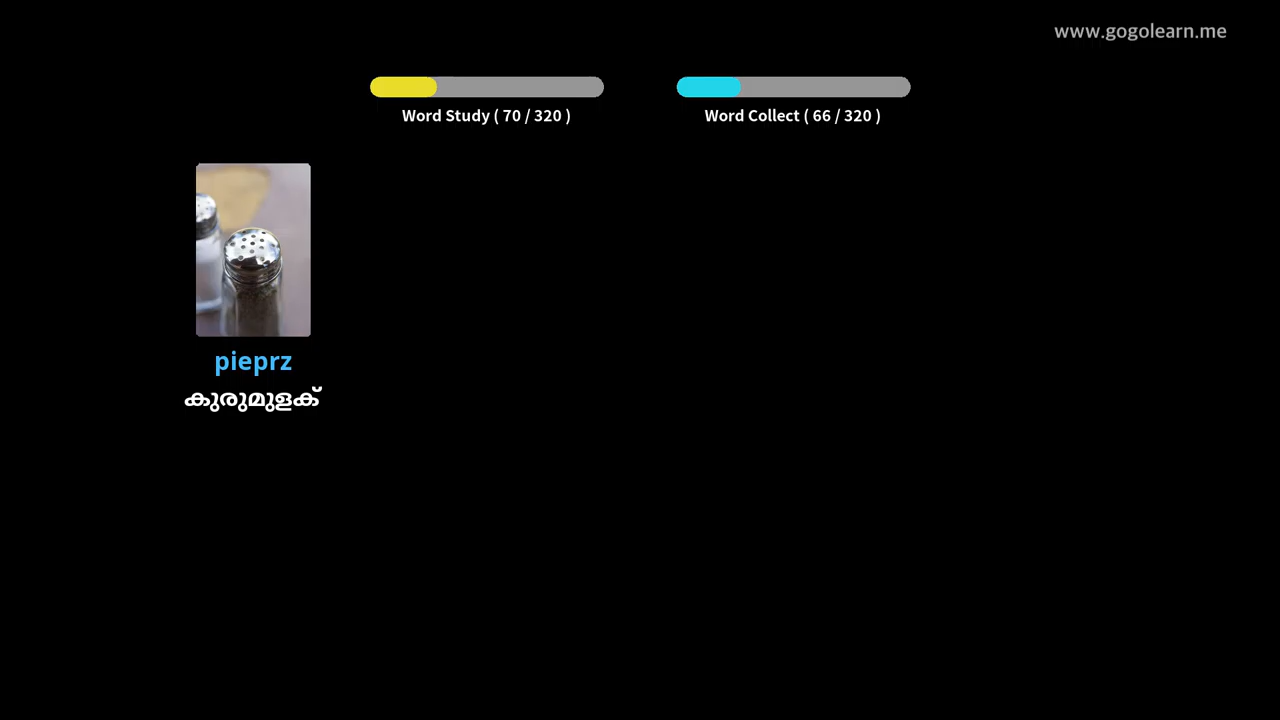 www.gogolearn.me
Word Study ( 70 / 320 )
Word Collect ( 66 / 320 )
pieprz
കുരുമുളക്